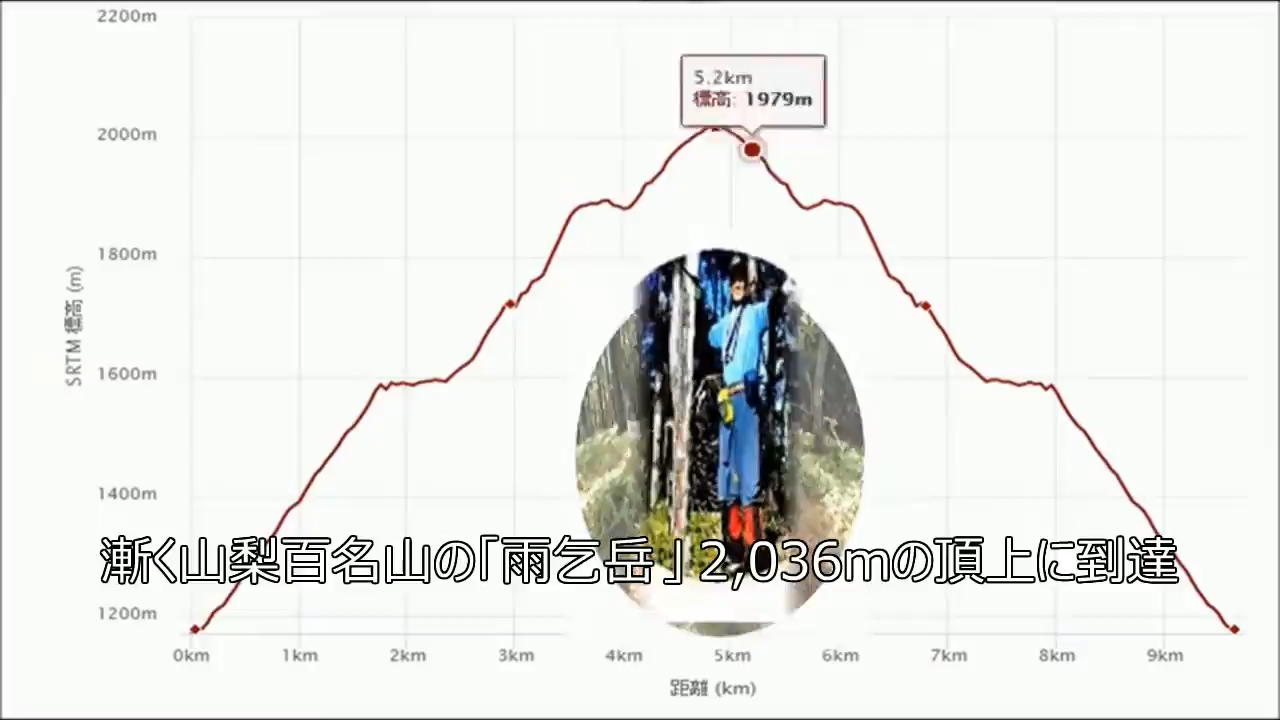 2200m
5.2km
標高: 1979m
2000m
1800m
SRTM 標高 (m)
1600m
1400m
漸く山梨百名山の「雨乞岳」2,036mの頂上に到達
1200m
0km 1km 2km 3km 4km 5km 6km 7km 8km 9km
距離 (km)